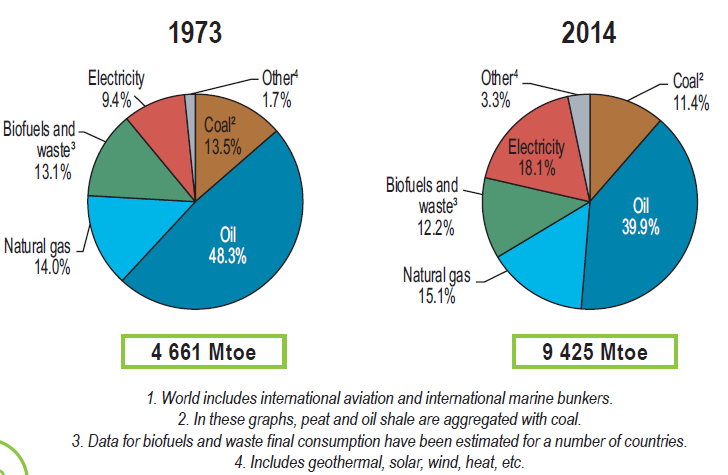 1973
Electricity
9.4%
Other⁴
1.7%
Biofuels and
waste³
13.1%
Coal²
13.5%
Oil
48.3%
Natural gas
14.0%
4 661 Mtoe
2014
Other⁴
3.3%
Coal²
11.4%
Electricity
18.1%
Biofuels and
waste³
12.2%
Oil
39.9%
Natural gas
15.1%
9 425 Mtoe
1. World includes international aviation and international marine bunkers.
2. In these graphs, peat and oil shale are aggregated with coal.
3. Data for biofuels and waste final consumption have been estimated for a number of countries.
4. Includes geothermal, solar, wind, heat, etc.